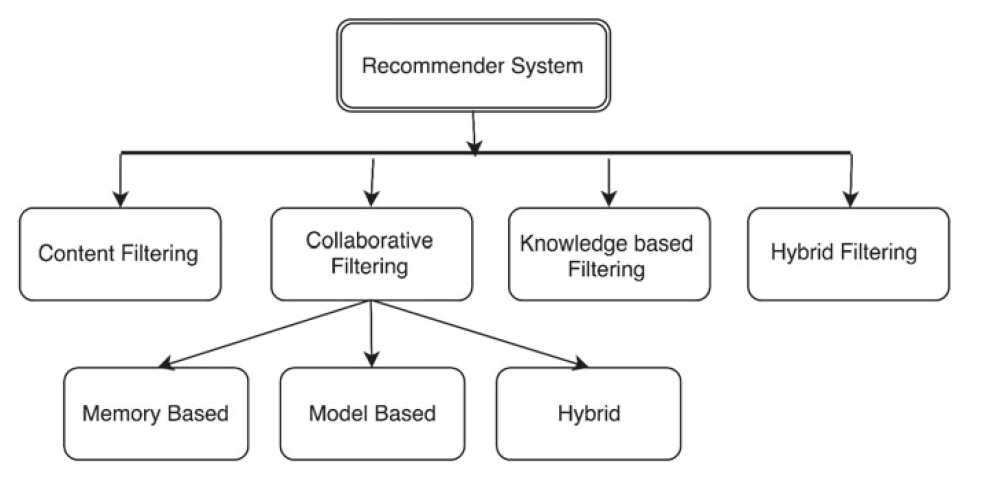 Recommender System
Content Filtering
Collaborative
Filtering
Knowledge based
Filtering
Hybrid Filtering
Memory Based
Model Based
Hybrid